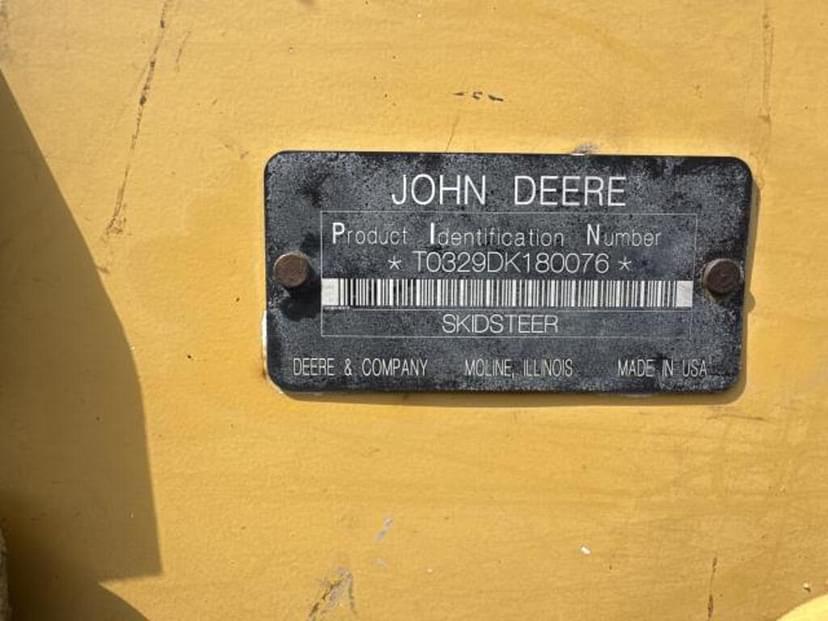 JOHN DEERE
Product Identification Number
* T0329DK180076 *
SKIDSTEER
DEERE & COMPANY MOLINE, ILLINOIS MADE IN USA